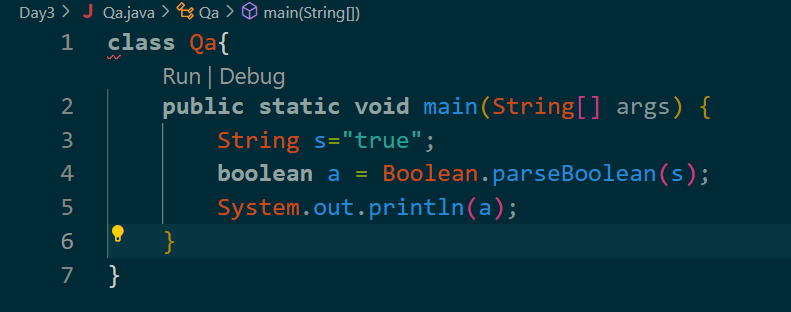 Day3 > J Qa.java > Qa > main(String[])
1 class Qa{
Run | Debug
2 public static void main(String[] args) {
3 String s="true";
4 boolean a = Boolean.parseBoolean(s);
5 System.out.println(a);
6 }
7 }